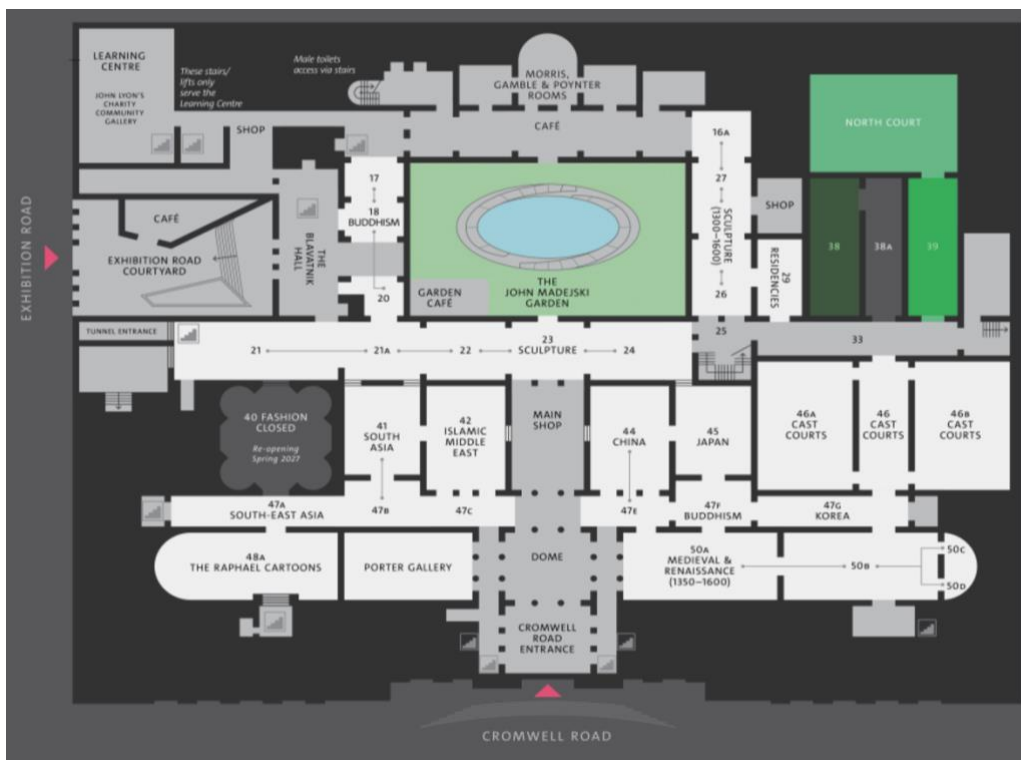 LEARNING
CENTRE
JOHN LYON'S
CHARITY
COMMUNITY
GALLERY
These stairs/
lifts only
serve the
Learning Centre
Male toilets
access via stairs
MORRIS,
GAMBLE & POYNTER
ROOMS
SHOP
CAFÉ
16A
NORTH COURT
17
18
BUDDHISM
20
27
SCULPTURE
(1300–1600)
26
SHOP
29
RESIDENCIES
38
38A
39
EXHIBITION ROAD
CAFÉ
EXHIBITION ROAD
COURTYARD
THE
BLAVATNIK
HALL
GARDEN
CAFÉ
THE
JOHN MADEJSKI
GARDEN
TUNNEL ENTRANCE
21
21A
22
23
SCULPTURE
24
25
33
40 FASHION
CLOSED
Re-opening
Spring 2027
41
SOUTH
ASIA
42
ISLAMIC
MIDDLE
EAST
MAIN
SHOP
44
CHINA
45
JAPAN
46A
CAST
COURTS
46
CAST
COURTS
46B
CAST
COURTS
47A
SOUTH-EAST ASIA
47B
47C
47E
47F
BUDDHISM
47G
KOREA
48A
THE RAPHAEL CARTOONS
PORTER GALLERY
DOME
50A
MEDIEVAL &
RENAISSANCE
(1350–1600)
50B
50C
50D
CROMWELL
ROAD
ENTRANCE
CROMWELL ROAD